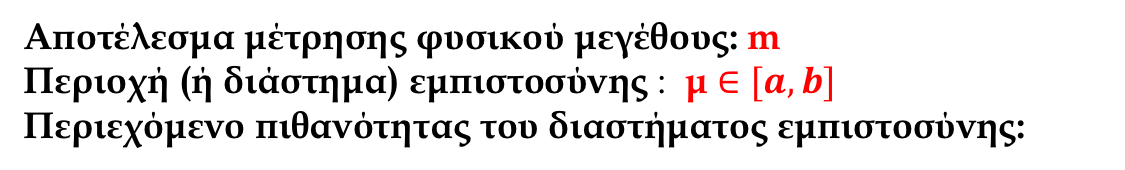 Αποτέλεσμα μέτρησης φυσικού μεγέθους: m
Περιοχή (ή διάστημα) εμπιστοσύνης : μ ∈ [a, b]
Περιεχόμενο πιθανότητας του διαστήματος εμπιστοσύνης: